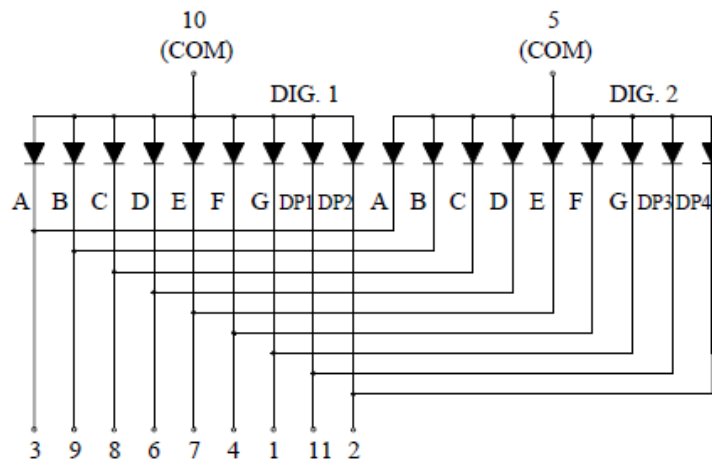 10 5
(COM) (COM)
DIG. 1 DIG. 2
A B C D E F G DP1 DP2 A B C D E F G DP3 DP4
3 9 8 6 7 4 1 11 2